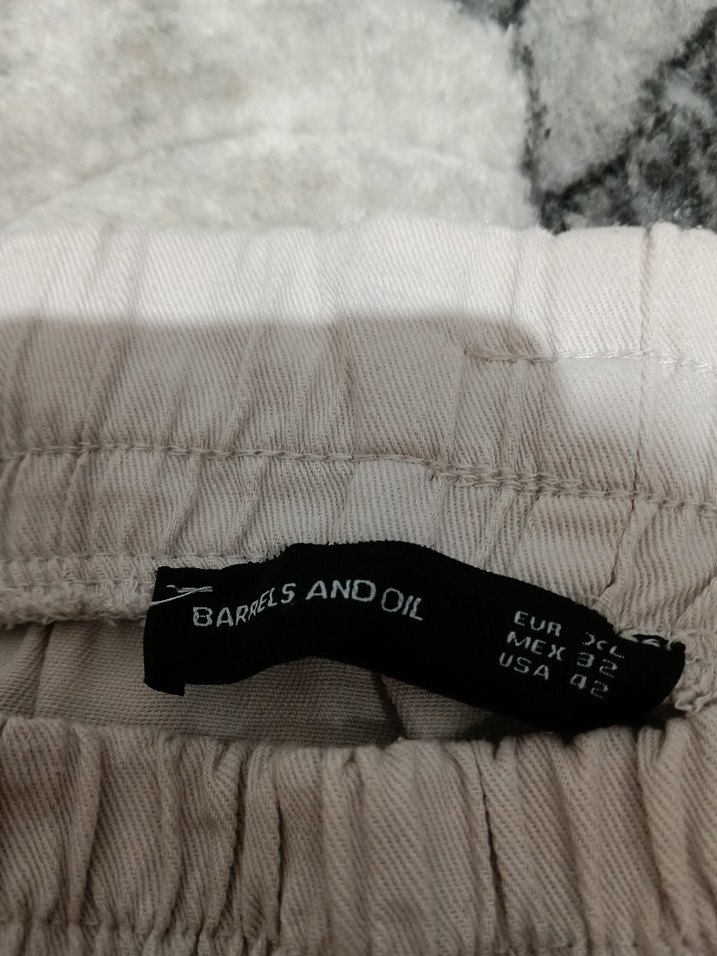 BARRELS AND OIL
EUR XL
MEX 32
USA 42